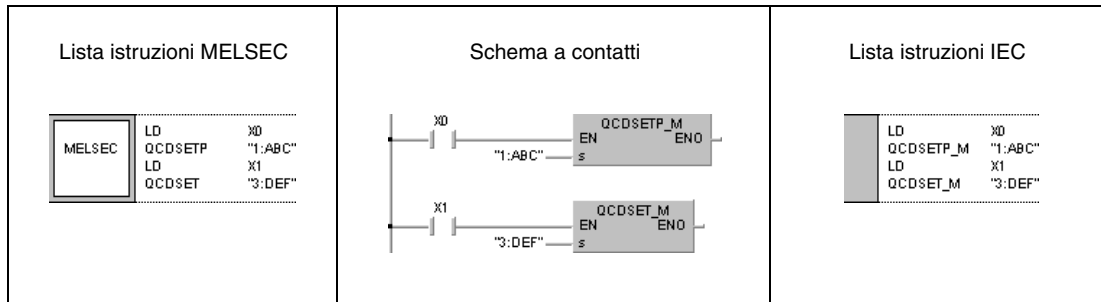 Lista istruzioni MELSEC
MELSEC
LD X0
QCDSETP "1:ABC"
LD X1
QCDSET "3:DEF"
Schema a contatti
X0
QCDSETP_M
EN ENO
"1:ABC" s
X1
QCDSET_M
EN ENO
"3:DEF" s
Lista istruzioni IEC
LD X0
QCDSETP_M "1:ABC"
LD X1
QCDSET_M "3:DEF"